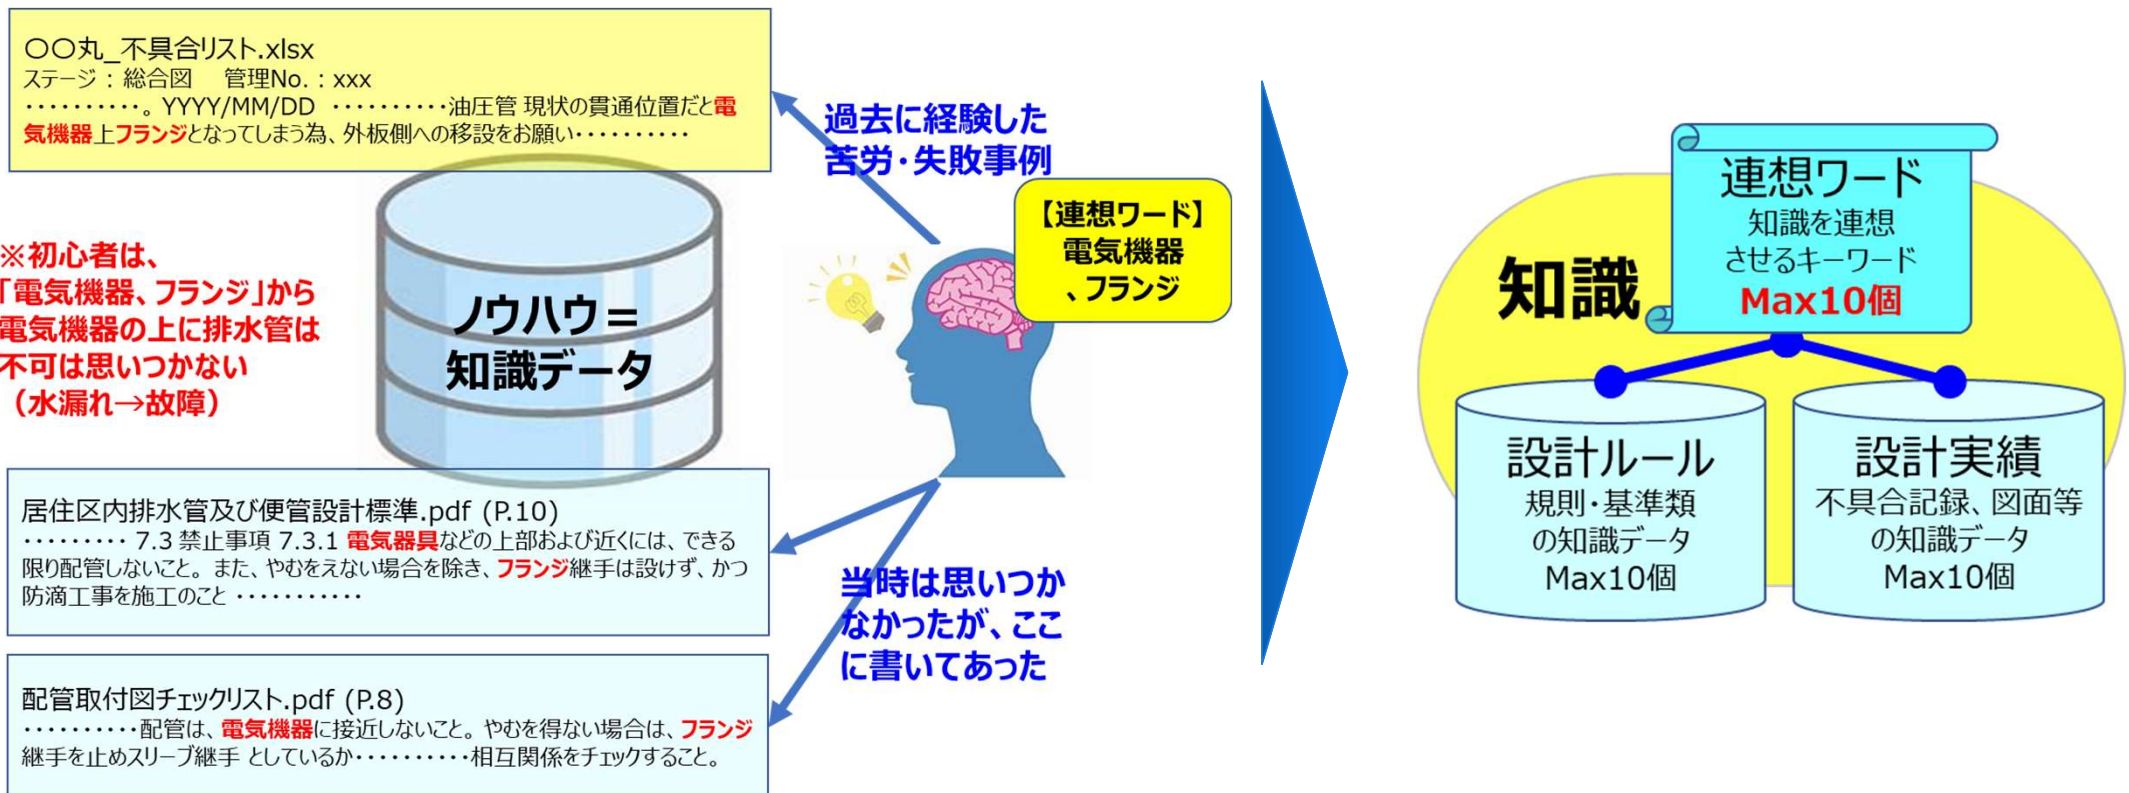 〇〇丸_不具合リスト.xlsx
ステージ：総合図　管理No.：xxx
‥‥‥‥‥。YYYY/MM/DD ‥‥‥‥‥油圧管 現状の貫通位置だと電
気機器上フランジとなってしまう為、外板側への移設をお願い‥‥‥‥‥
過去に経験した
苦労・失敗事例
【連想ワード】
電気機器
、フランジ
※初心者は、
「電気機器、フランジ」から
電気機器の上に排水管は
不可は思いつかない
（水漏れ→故障）
ノウハウ＝
知識データ
居住区内排水管及び便管設計標準.pdf (P.10)
‥‥‥‥‥ 7.3 禁止事項 7.3.1 電気器具などの上部および近くには、できる
限り配管しないこと。また、やむをえない場合を除き、フランジ継手は設けず、かつ
防滴工事を施工のこと ‥‥‥‥‥‥
当時は思いつか
なかったが、ここ
に書いてあった
配管取付図チェックリスト.pdf (P.8)
‥‥‥‥‥配管は、電気機器に接近しないこと。やむを得ない場合は、フランジ
継手を止めスリーブ継手 としているか‥‥‥‥‥相互関係をチェックすること。
知識
連想ワード
知識を連想
させるキーワード
Max10個
設計ルール
規則・基準類
の知識データ
Max10個
設計実績
不具合記録、図面等
の知識データ
Max10個